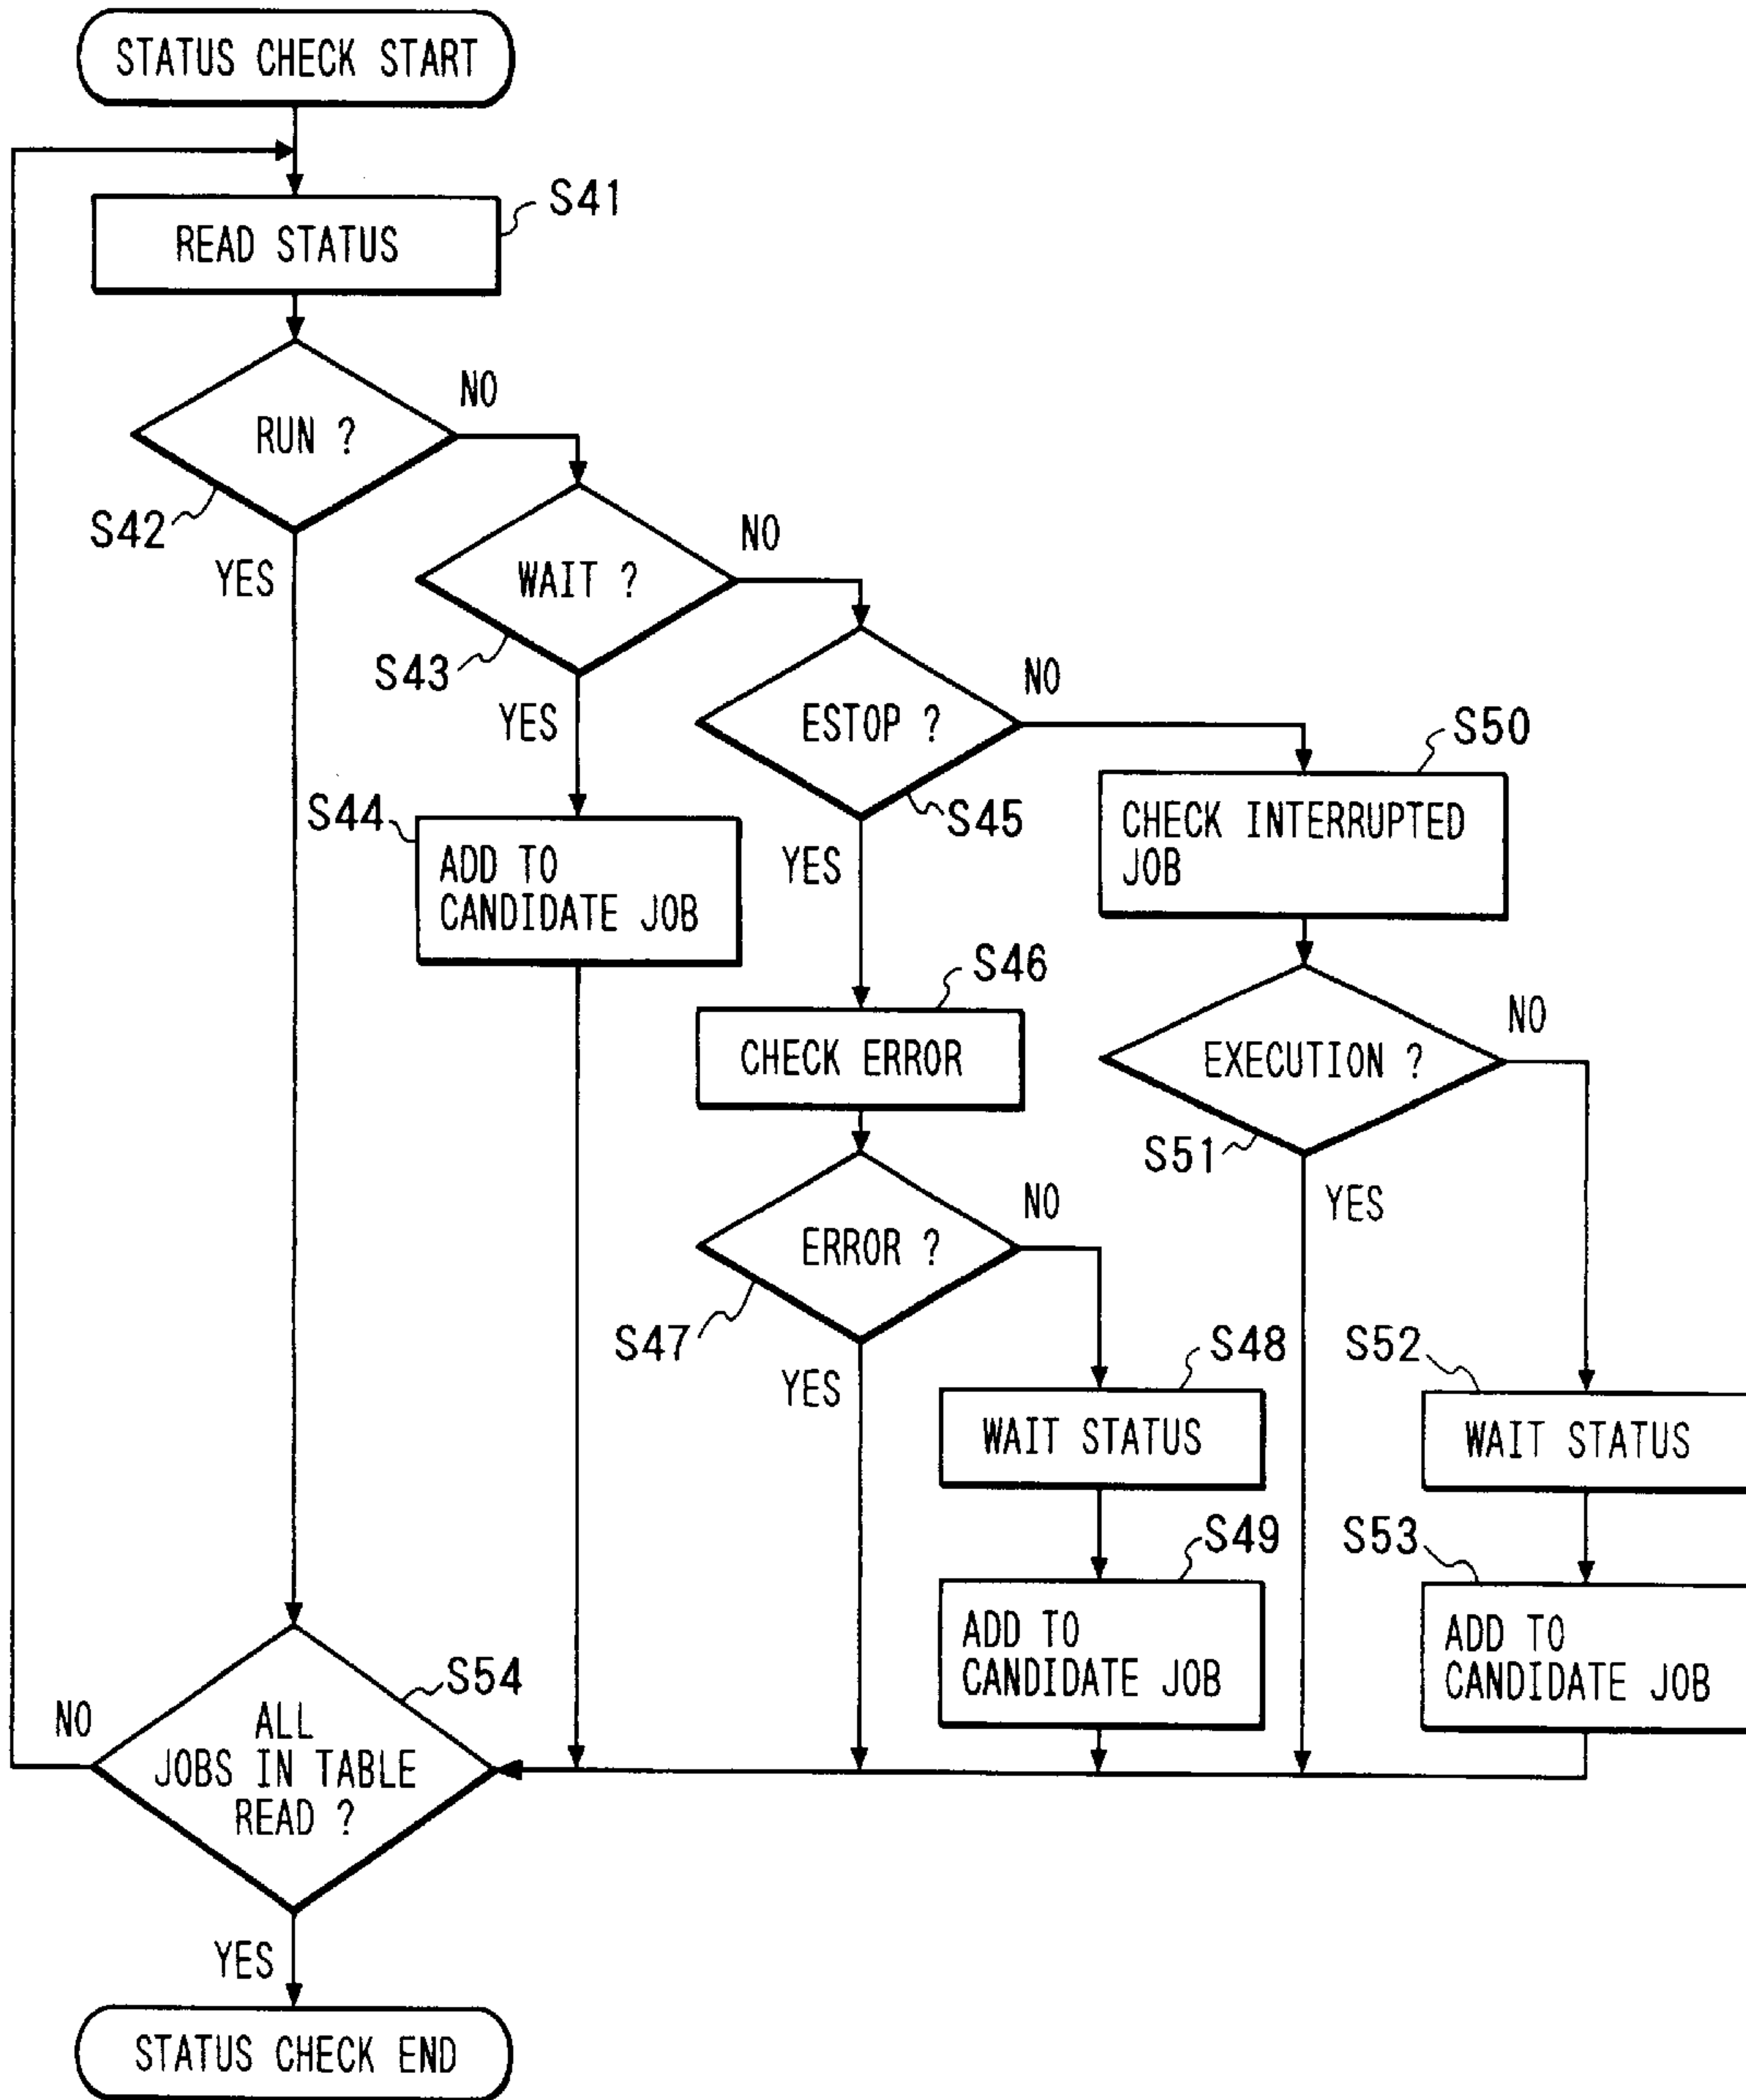 STATUS CHECK START
S41
READ STATUS
RUN ?
NO
S42
YES
WAIT ?
NO
S43
YES
ESTOP ?
NO
S45
YES
S44
ADD TO
CANDIDATE JOB
S50
CHECK INTERRUPTED
JOB
S46
CHECK ERROR
EXECUTION ?
NO
S51
YES
ERROR ?
NO
S47
YES
S48
WAIT STATUS
S52
WAIT STATUS
S49
ADD TO
CANDIDATE JOB
S53
ADD TO
CANDIDATE JOB
S54
NO
ALL
JOBS IN TABLE
READ ?
YES
STATUS CHECK END